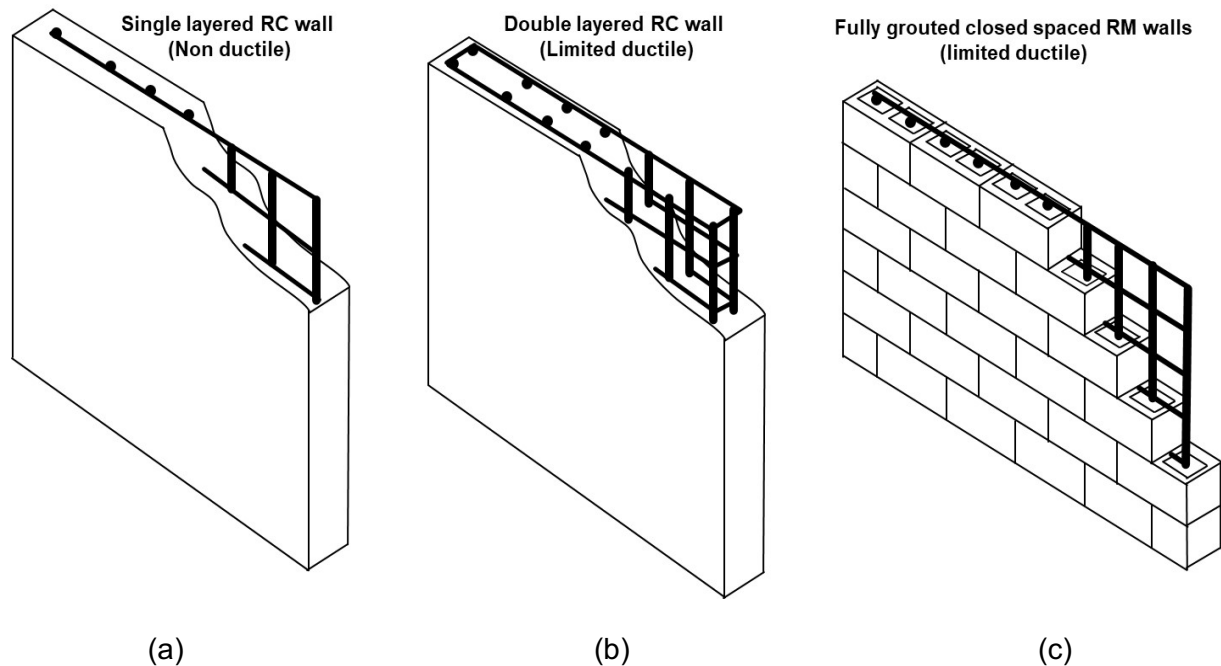 Single layered RC wall
(Non ductile)
Double layered RC wall
(Limited ductile)
Fully grouted closed spaced RM walls
(limited ductile)
(a)
(b)
(c)